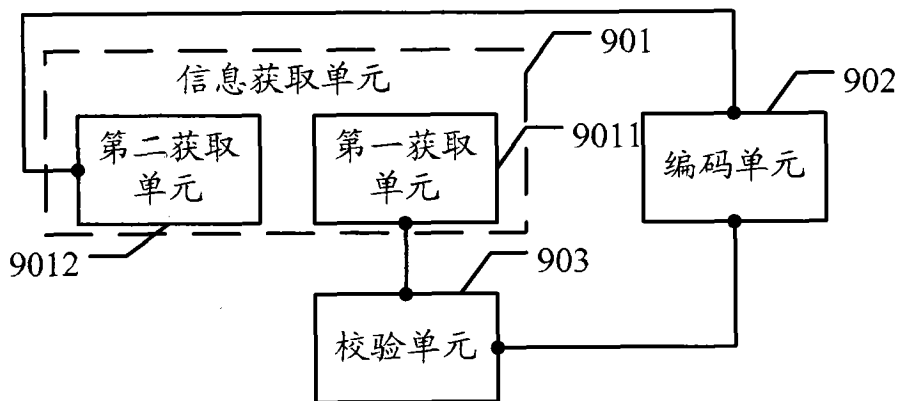 901
信息获取单元
902
第二获取
单元
第一获取
单元
9011
编码单元
9012
903
校验单元